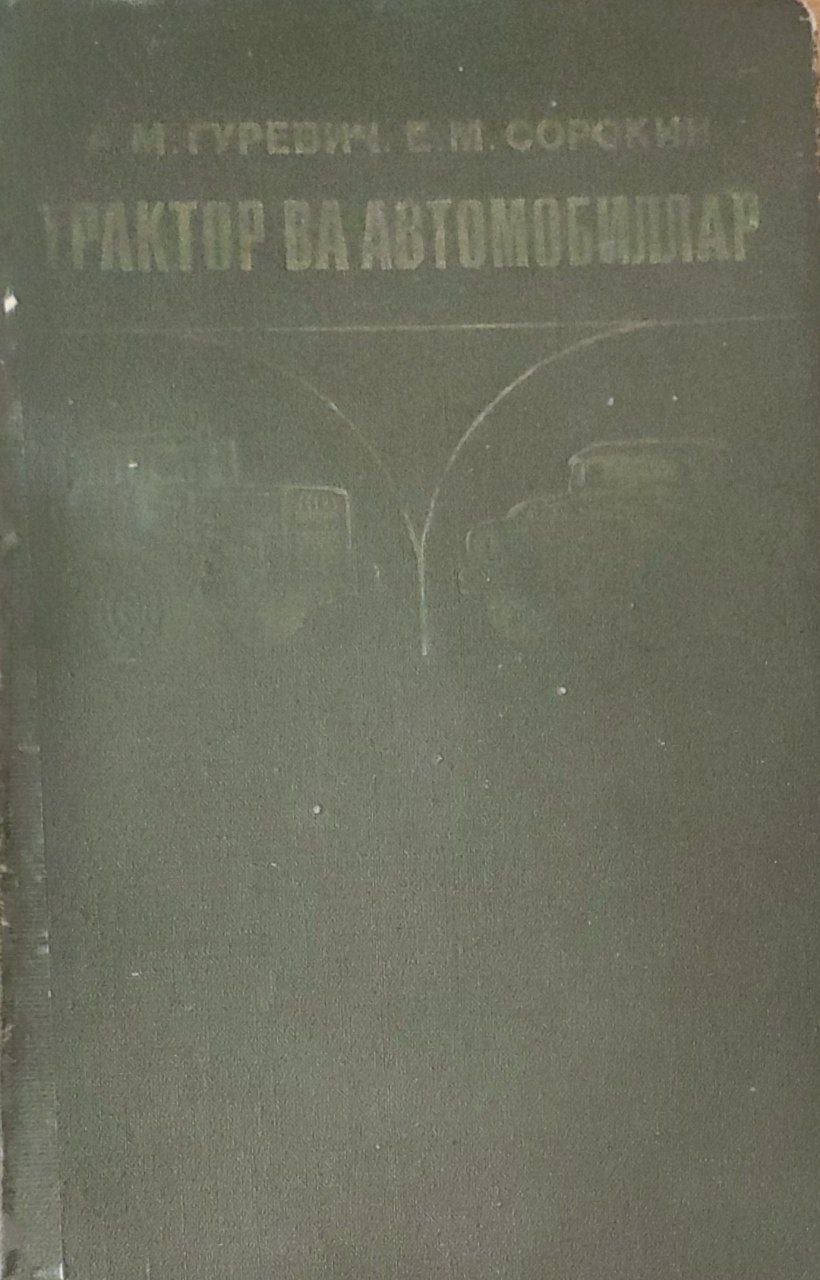 А. М. ГУРЕВИЧ, Е. М. СОРОКИН
ТРАКТОР ВА АВТОМОБИЛЛАР